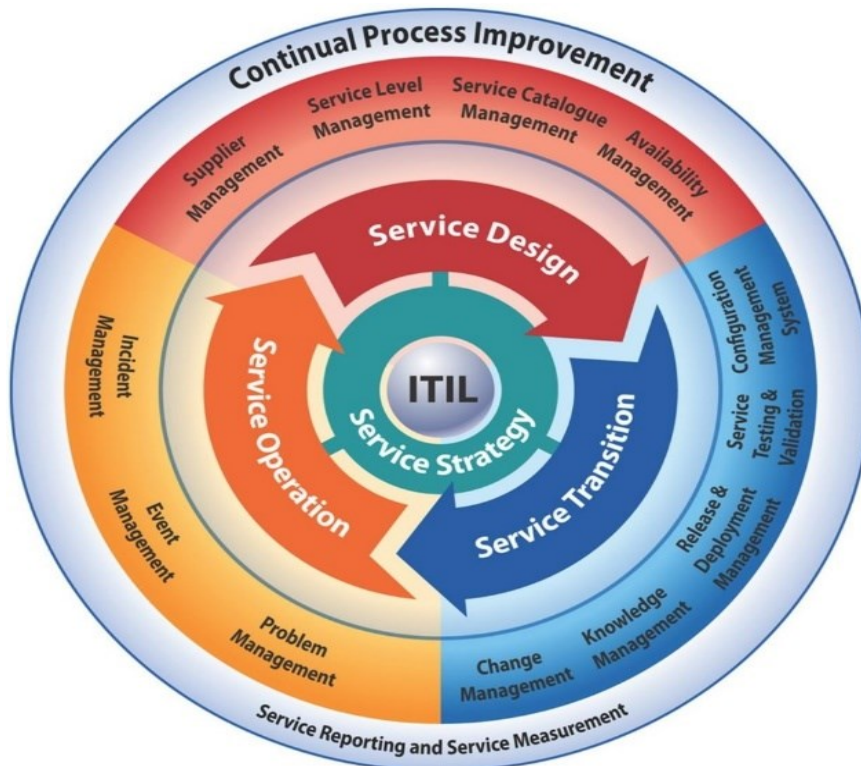 Continual Process Improvement
Supplier
Management
Service Level
Management
Service Catalogue
Management
Availability
Management
Configuration
Management
System
Service
Testing &
Validation
Release &
Deployment
Management
Knowledge
Management
Change
Management
Problem
Management
Event
Management
Incident
Management
Service Design
Service Transition
Service Operation
Service Strategy
ITIL
Service Reporting and Service Measurement